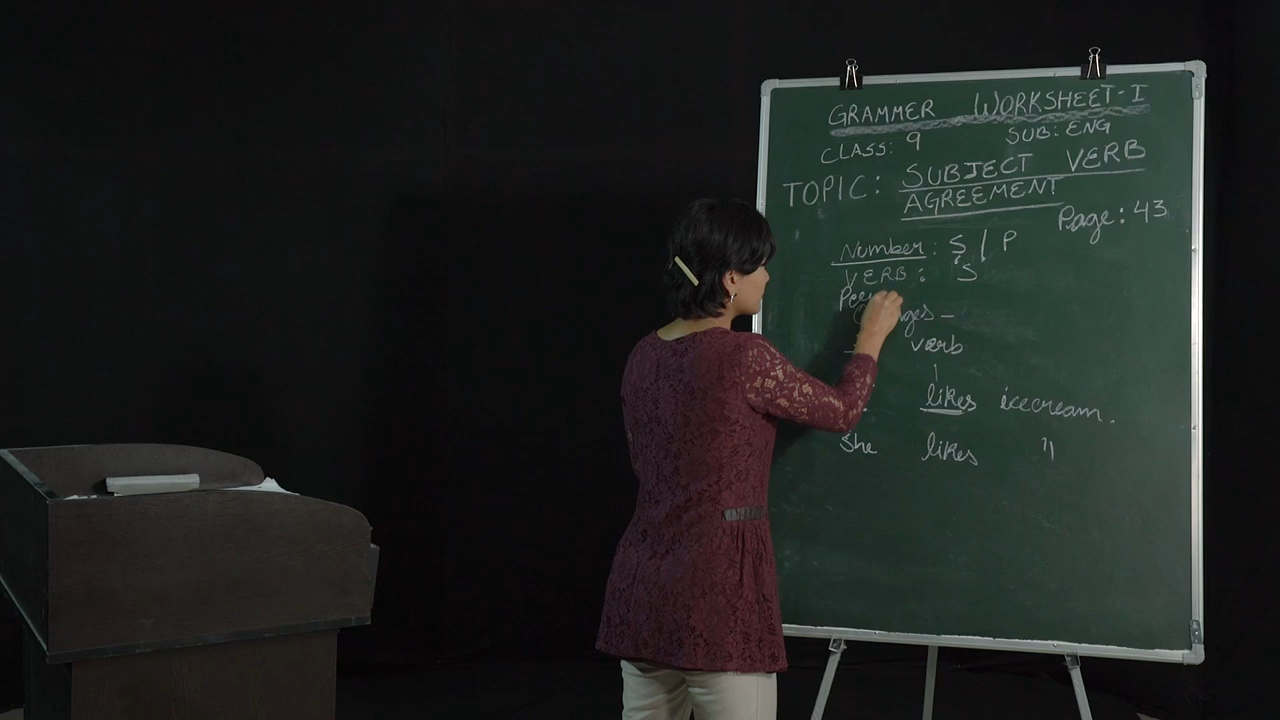 GRAMMER WORKSHEET-I
CLASS: 9 SUB: ENG
TOPIC: SUBJECT VERB
AGREEMENT
Page: 43
Number: S / P
VERB: S
verb
likes icecream.
She likes "